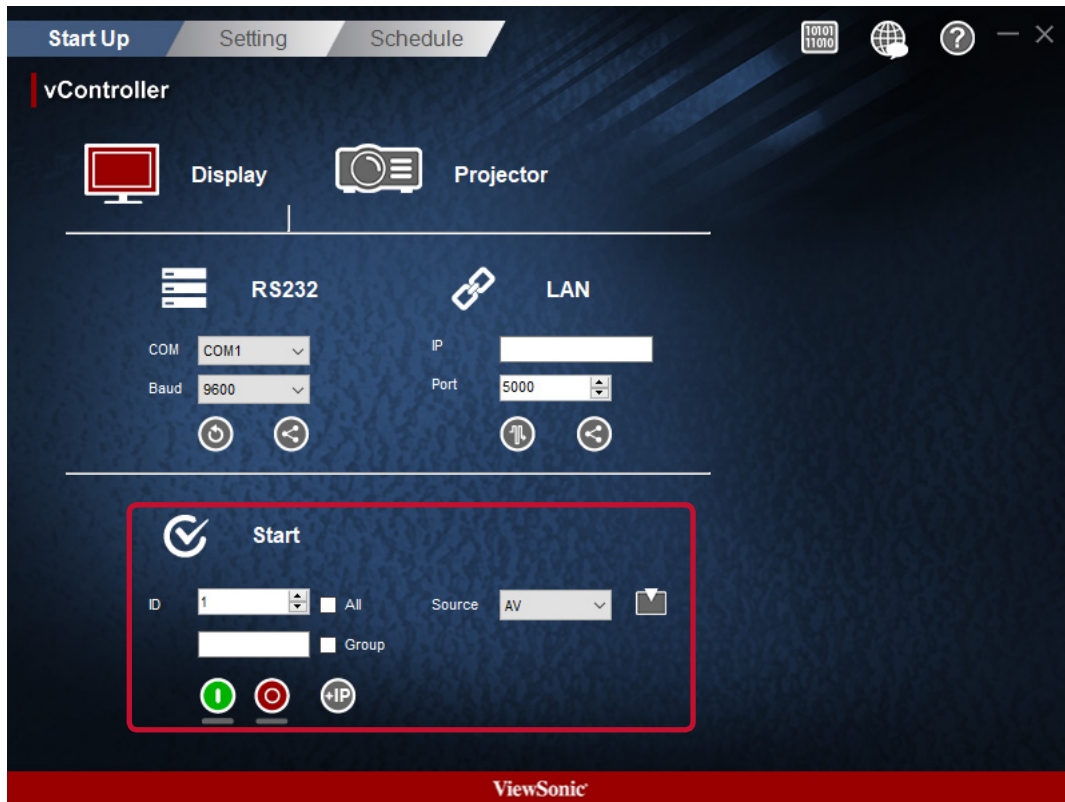 Start Up Setting Schedule
10101
11010
?
vController
Display Projector
RS232 LAN
COM COM1 IP
Baud 9600 Port 5000
Start
ID 1 All Source AV
Group
+IP
ViewSonic